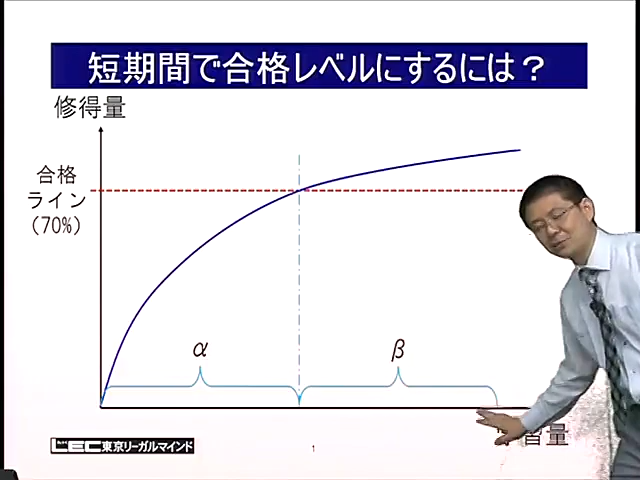 短期間で合格レベルにするには？
修得量
合格
ライン
(70%)
α
β
習量
LEC東京リーガルマインド
1